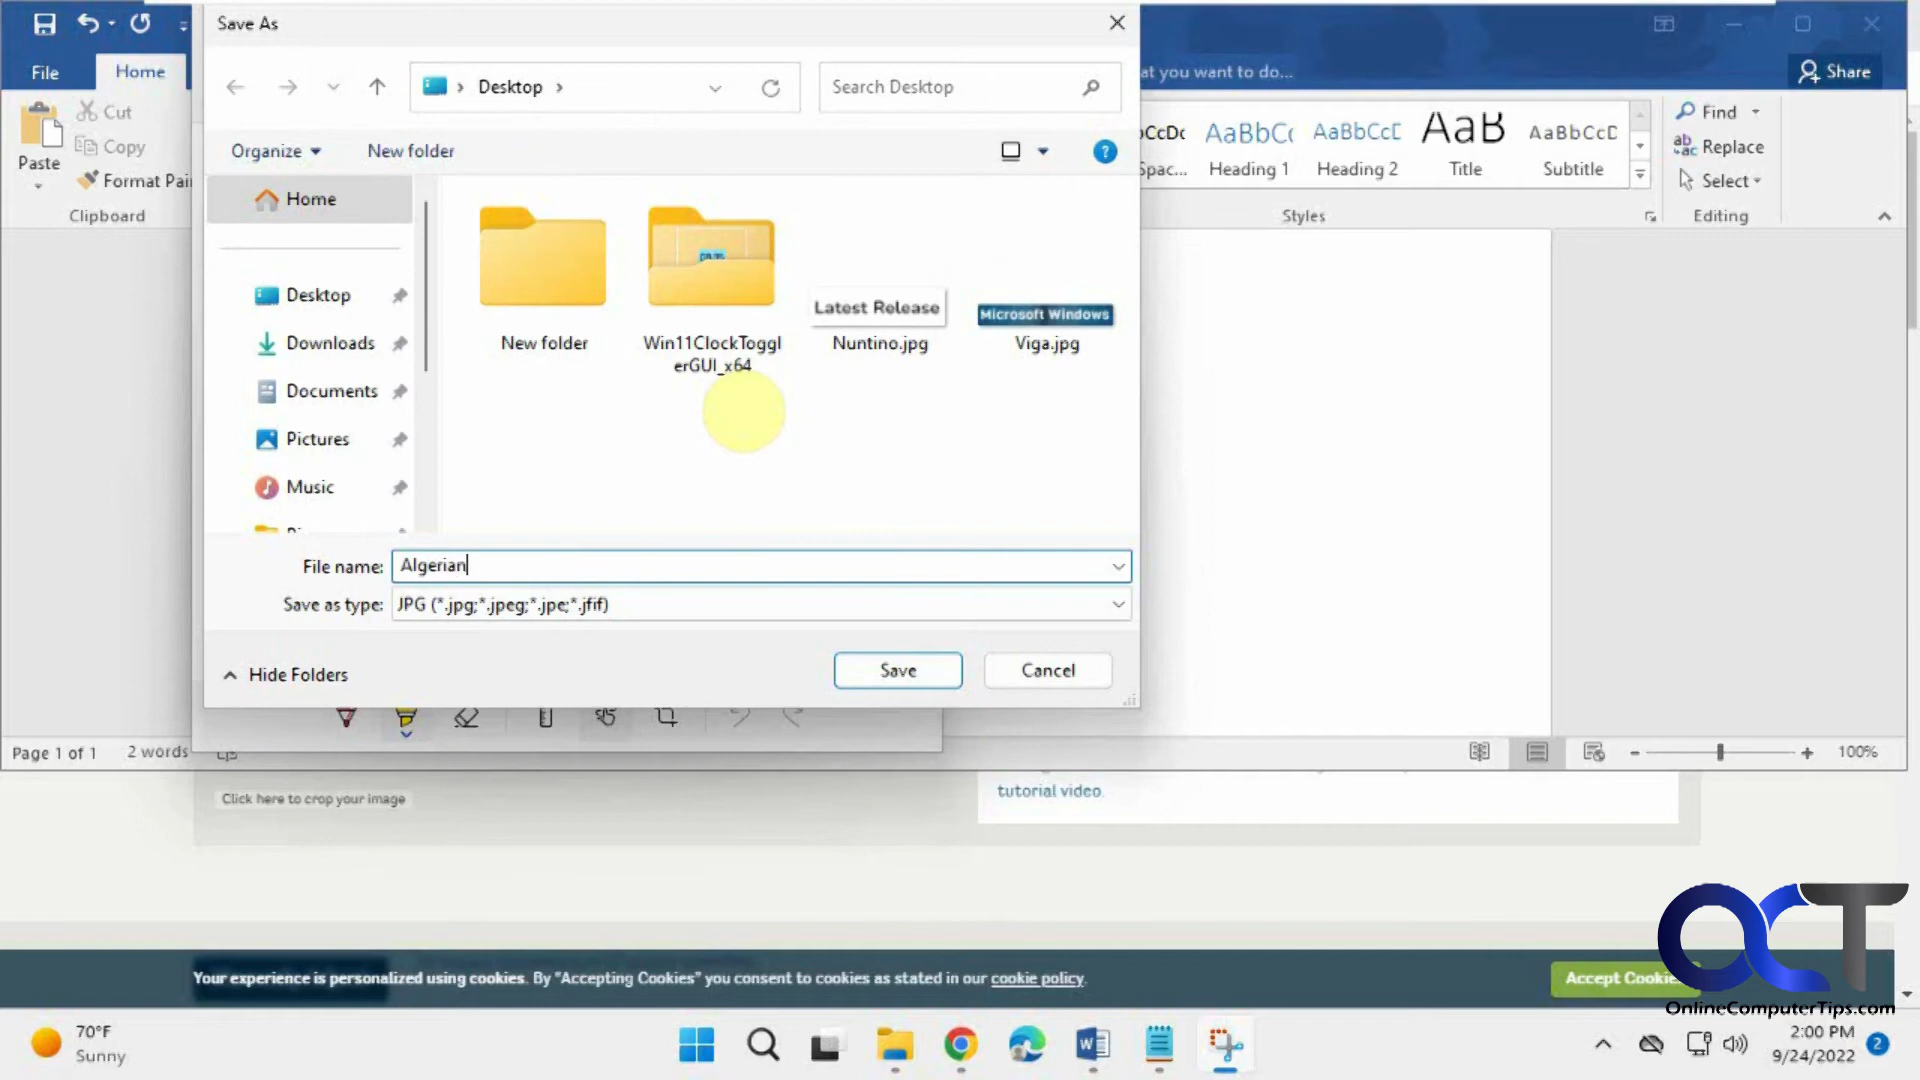 Save As
File
Home
at you want to do...
Share
Desktop
Search Desktop
Cut
Copy
Paste
Clipboard
Organize
New folder
Home
Desktop
Downloads
Documents
Pictures
Music
New folder
Win11ClockToggl
erGUI_x64
Latest Release
Nuntino.jpg
Microsoft Windows
Viga.jpg
AaBbCc
AaBbCcE
AaB
AaBbCcD
Heading 1
Heading 2
Title
Subtitle
Styles
Find
Replace
Select
Editing
File name: Algerian
Save as type: JPG (*.jpg;*.jpeg;*.jpe;*.jfif)
Hide Folders
Save
Cancel
Page 1 of 1
2 words
100%
Click here to crop your image
tutorial video.
Your experience is personalized using cookies. By "Accepting Cookies" you consent to cookies as stated in our cookie policy.
Accept
OCT
OnlineComputerTips.com
70°F
Sunny
2:00 PM
9/24/2022
2